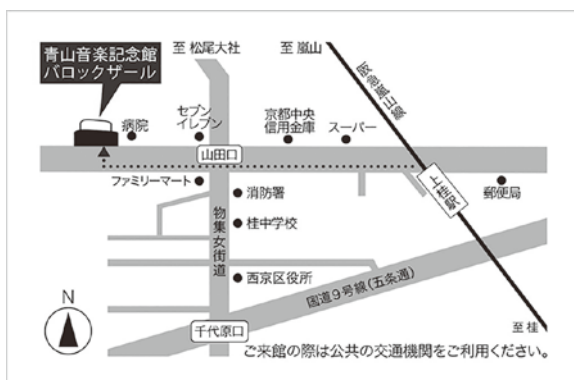 至 松尾大社
至 嵐山
青山音楽記念館
バロックザール
阪急嵐山線
病院
セブン
イレブン
京都中央
信用金庫
スーパー
山田口
ファミリーマート
消防署
上桂駅
郵便局
物集女街道
桂中学校
西京区役所
国道9号線(五条通)
N
千代原口
至 桂
ご来館の際は公共の交通機関をご利用ください。